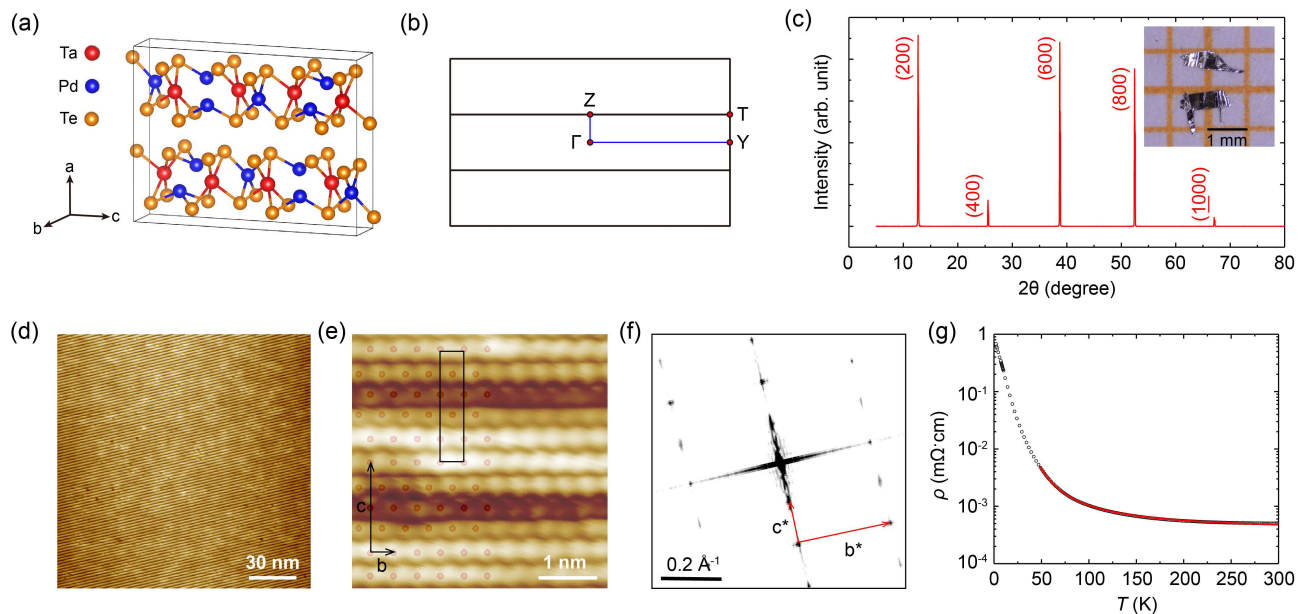 (a)
Ta
Pd
Te
a
b
c
(b)
Z
T
Γ
Y
(c)
Intensity (arb. unit)
(200)
(400)
(600)
(800)
(1000)
1 mm
0 10 20 30 40 50 60 70 80
2θ (degree)
(d)
30 nm
(e)
c
b
1 nm
(f)
c*
b*
0.2 Å-1
(g)
ρ (mΩ·cm)
1
10-1
10-2
10-3
10-4
0 50 100 150 200 250 300
T (K)